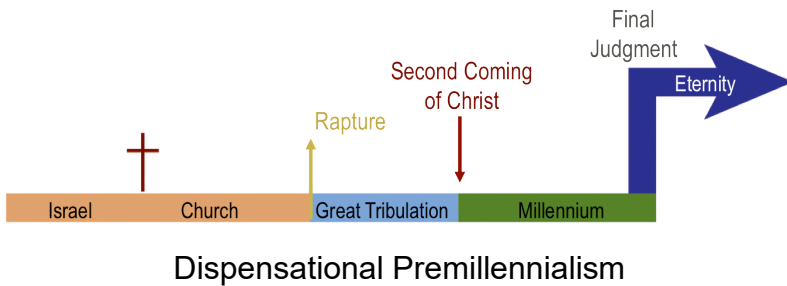 Final
Judgment
Eternity
Second Coming
of Christ
Rapture
Israel
Church
Great Tribulation
Millennium
Dispensational Premillennialism